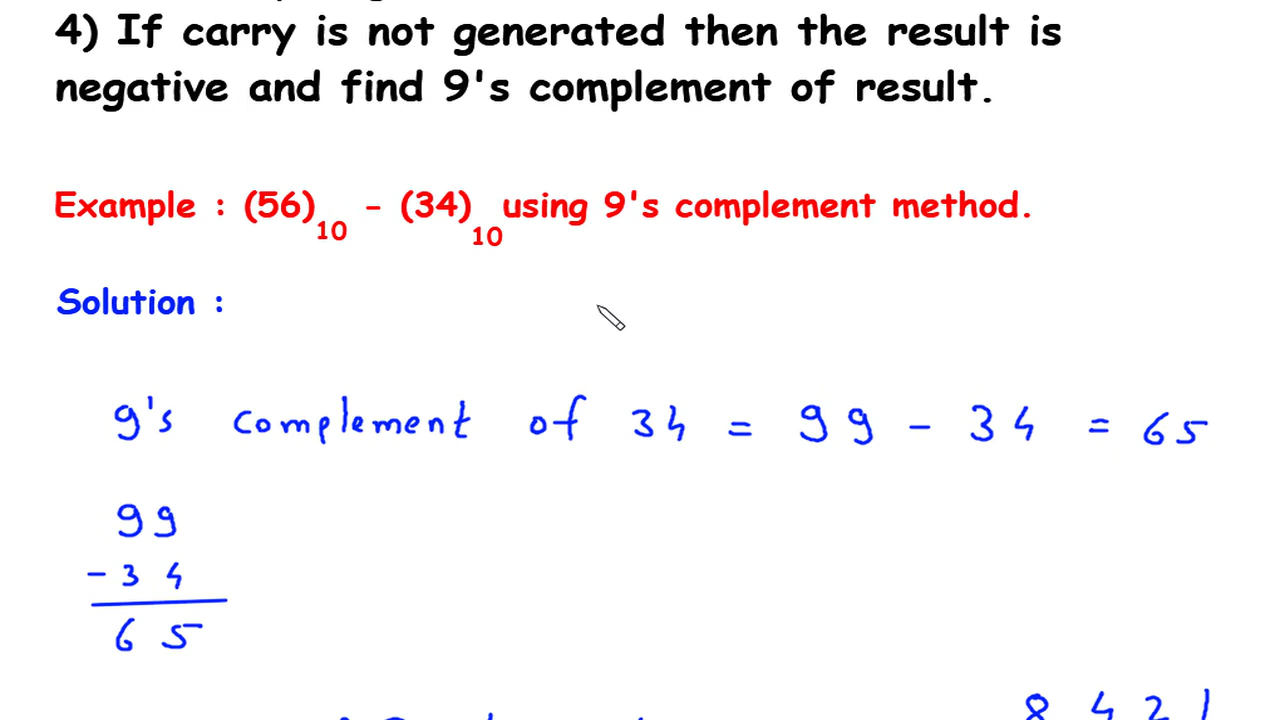 4) If carry is not generated then the result is
negative and find 9's complement of result.
Example : (56)10 - (34)10 using 9's complement method.
Solution :
9's complement of 34 = 99 - 34 = 65
99
- 34
65
8 4 2 1